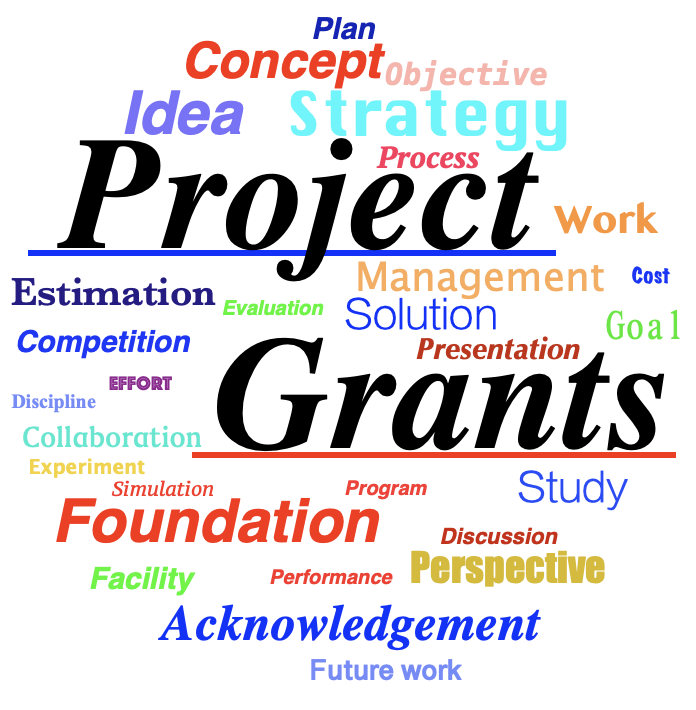 Plan
Concept
Objective
Idea
Strategy
Process
Project
Work
Management
Cost
Estimation
Evaluation
Solution
Goal
Competition
Presentation
EFFORT
Grants
Discipline
Collaboration
Experiment
Simulation
Program
Study
Foundation
Discussion
Facility
Performance
Perspective
Acknowledgement
Future work